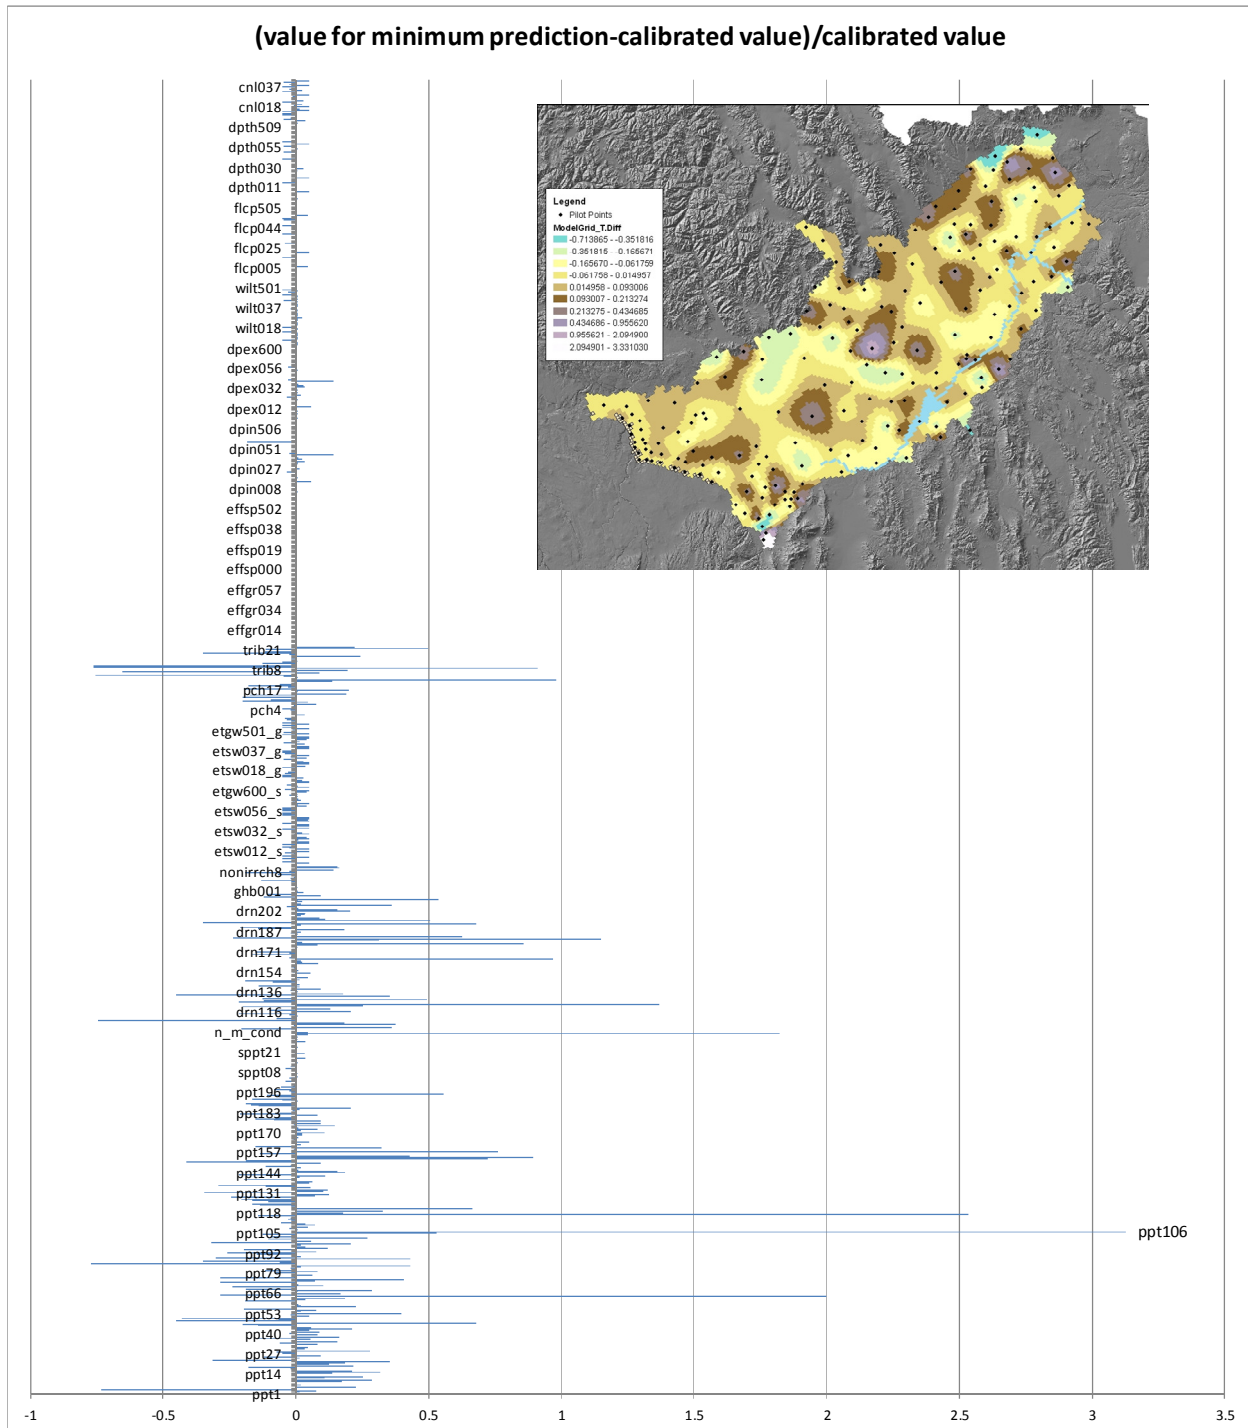 (value for minimum prediction-calibrated value)/calibrated value
-1 -0.5 0 0.5 1 1.5 2 2.5 3 3.5
cnl037
cnl018
dpth509
dpth055
dpth030
dpth011
flcp505
flcp044
flcp025
flcp005
wilt501
wilt037
wilt018
dpex600
dpex056
dpex032
dpex012
dpin506
dpin051
dpin027
dpin008
effsp502
effsp038
effsp019
effsp000
effgr057
effgr034
effgr014
trib21
trib8
pch17
pch4
etgw501_g
etsw037_g
etsw018_g
etgw600_s
etsw056_s
etsw032_s
etsw012_s
nonirrch8
ghb001
drn202
drn187
drn171
drn154
drn136
drn116
n_m_cond
sppt21
sppt08
ppt196
ppt183
ppt170
ppt157
ppt144
ppt131
ppt118
ppt105
ppt92
ppt79
ppt66
ppt53
ppt40
ppt27
ppt14
ppt1
ppt106
Legend
Pilot Points
ModelGrid_T.Diff
-0.713865 - -0.351816
-0.351815 - -0.165671
-0.165670 - -0.061759
-0.061758 - 0.014957
0.014958 - 0.093006
0.093007 - 0.213274
0.213275 - 0.434685
0.434686 - 0.955620
0.955621 - 2.094900
2.094901 - 3.331030